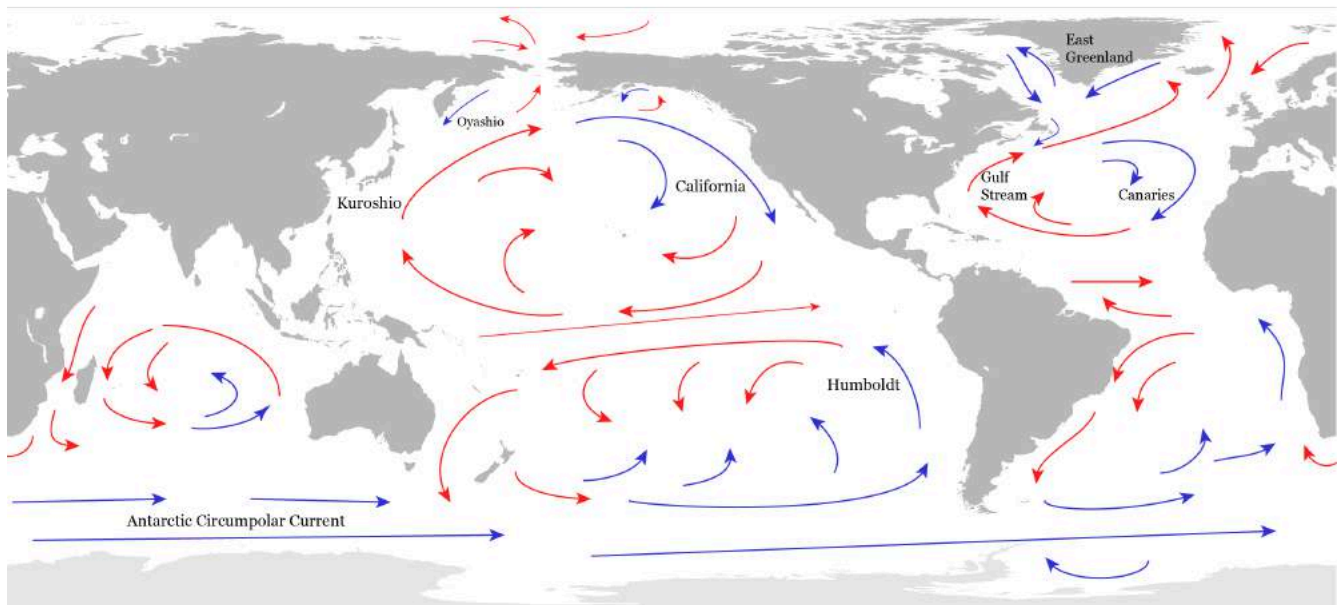 East
Greenland
Oyashio
Kuroshio
California
Gulf
Stream
Canaries
Humboldt
Antarctic Circumpolar Current